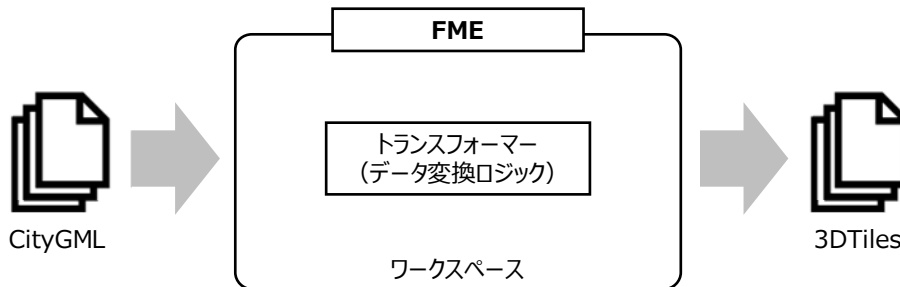 FME
トランスフォーマー
（データ変換ロジック）
CityGML
3DTiles
ワークスペース